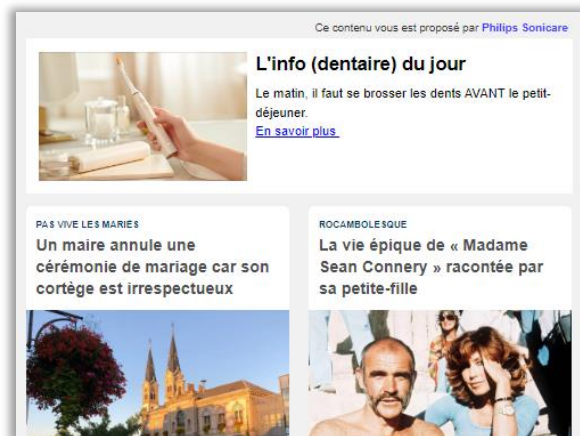 Ce contenu vous est proposé par Philips Sonicare
L'info (dentaire) du jour
Le matin, il faut se brosser les dents AVANT le petit-
déjeuner.
En savoir plus
PAS VIVE LES MARIÉS
Un maire annule une
cérémonie de mariage car son
cortège est irrespectueux
ROCAMBOLESQUE
La vie épique de « Madame
Sean Connery » racontée par
sa petite-fille